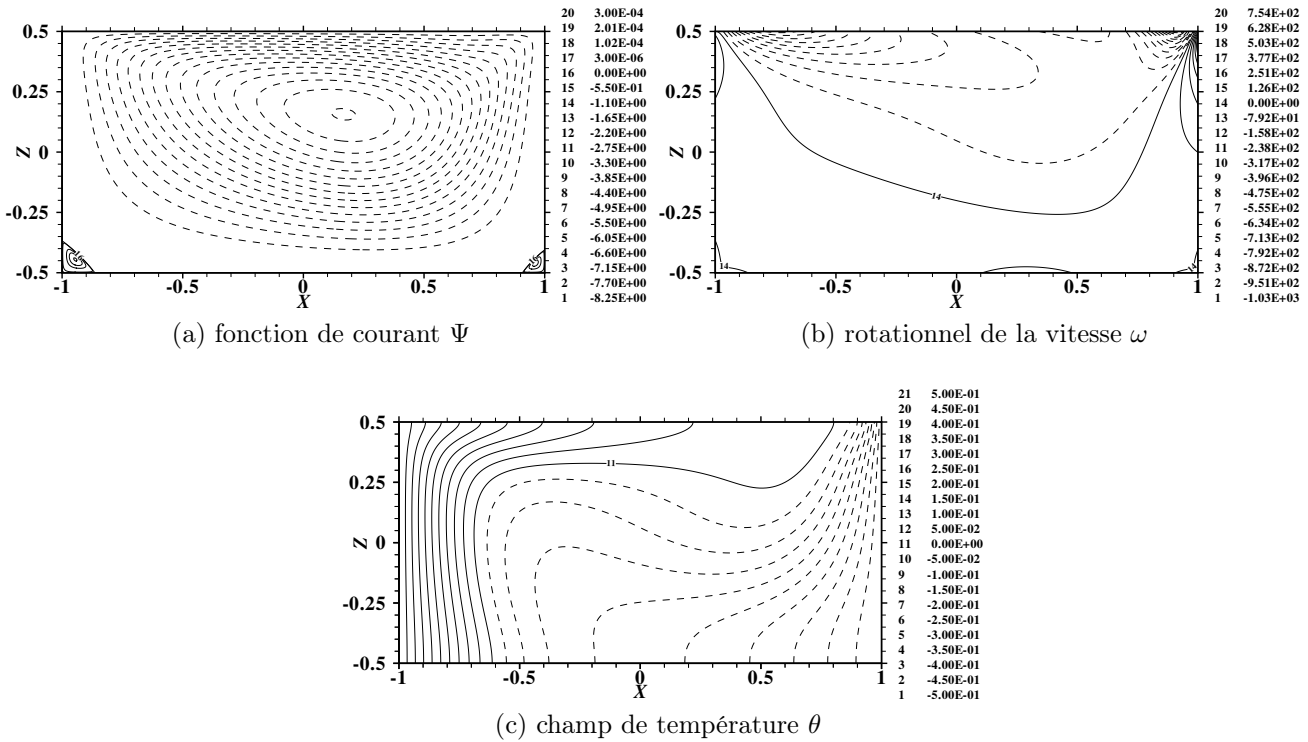 0.5
0.25
0
-0.25
-0.5
Z
-1
-0.5
0
0.5
1
X
20 3.00E-04
19 2.01E-04
18 1.02E-04
17 3.00E-06
16 0.00E+00
15 -5.50E-01
14 -1.10E+00
13 -1.65E+00
12 -2.20E+00
11 -2.75E+00
10 -3.30E+00
9 -3.85E+00
8 -4.40E+00
7 -4.95E+00
6 -5.50E+00
5 -6.05E+00
4 -6.60E+00
3 -7.15E+00
2 -7.70E+00
1 -8.25E+00
(a) fonction de courant Ψ
0.5
0.25
0
-0.25
-0.5
Z
14
14
-1
-0.5
0
0.5
1
X
20 7.54E+02
19 6.28E+02
18 5.03E+02
17 3.77E+02
16 2.51E+02
15 1.26E+02
14 0.00E+00
13 -7.92E+01
12 -1.58E+02
11 -2.38E+02
10 -3.17E+02
9 -3.96E+02
8 -4.75E+02
7 -5.55E+02
6 -6.34E+02
5 -7.13E+02
4 -7.92E+02
3 -8.72E+02
2 -9.51E+02
1 -1.03E+03
(b) rotationnel de la vitesse ω
0.5
0.25
0
-0.25
-0.5
Z
11
-1
-0.5
0
0.5
1
X
21 5.00E-01
20 4.50E-01
19 4.00E-01
18 3.50E-01
17 3.00E-01
16 2.50E-01
15 2.00E-01
14 1.50E-01
13 1.00E-01
12 5.00E-02
11 0.00E+00
10 -5.00E-02
9 -1.00E-01
8 -1.50E-01
7 -2.00E-01
6 -2.50E-01
5 -3.00E-01
4 -3.50E-01
3 -4.00E-01
2 -4.50E-01
1 -5.00E-01
(c) champ de température θ